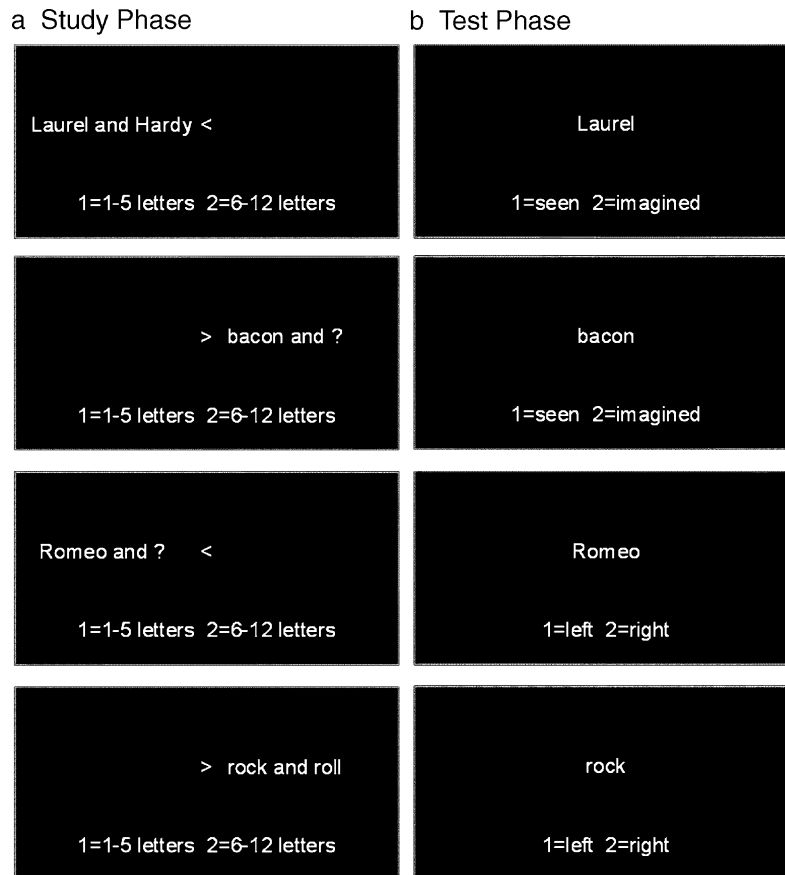 a Study Phase
Laurel and Hardy <
1=1-5 letters 2=6-12 letters
> bacon and ?
1=1-5 letters 2=6-12 letters
Romeo and ? <
1=1-5 letters 2=6-12 letters
> rock and roll
1=1-5 letters 2=6-12 letters
b Test Phase
Laurel
1=seen 2=imagined
bacon
1=seen 2=imagined
Romeo
1=left 2=right
rock
1=left 2=right